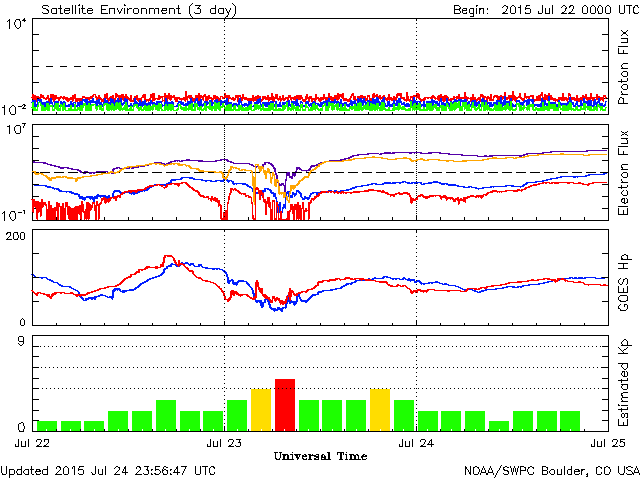 Satellite Environment (3 day)
Begin: 2015 Jul 22 0000 UTC
10⁴
10⁻²
Proton Flux
10⁷
10⁻¹
Electron Flux
200
0
GOES Hp
9
0
Estimated Kp
Jul 22
Jul 23
Jul 24
Jul 25
Universal Time
Updated 2015 Jul 24 23:56:47 UTC
NOAA/SWPC Boulder, CO USA